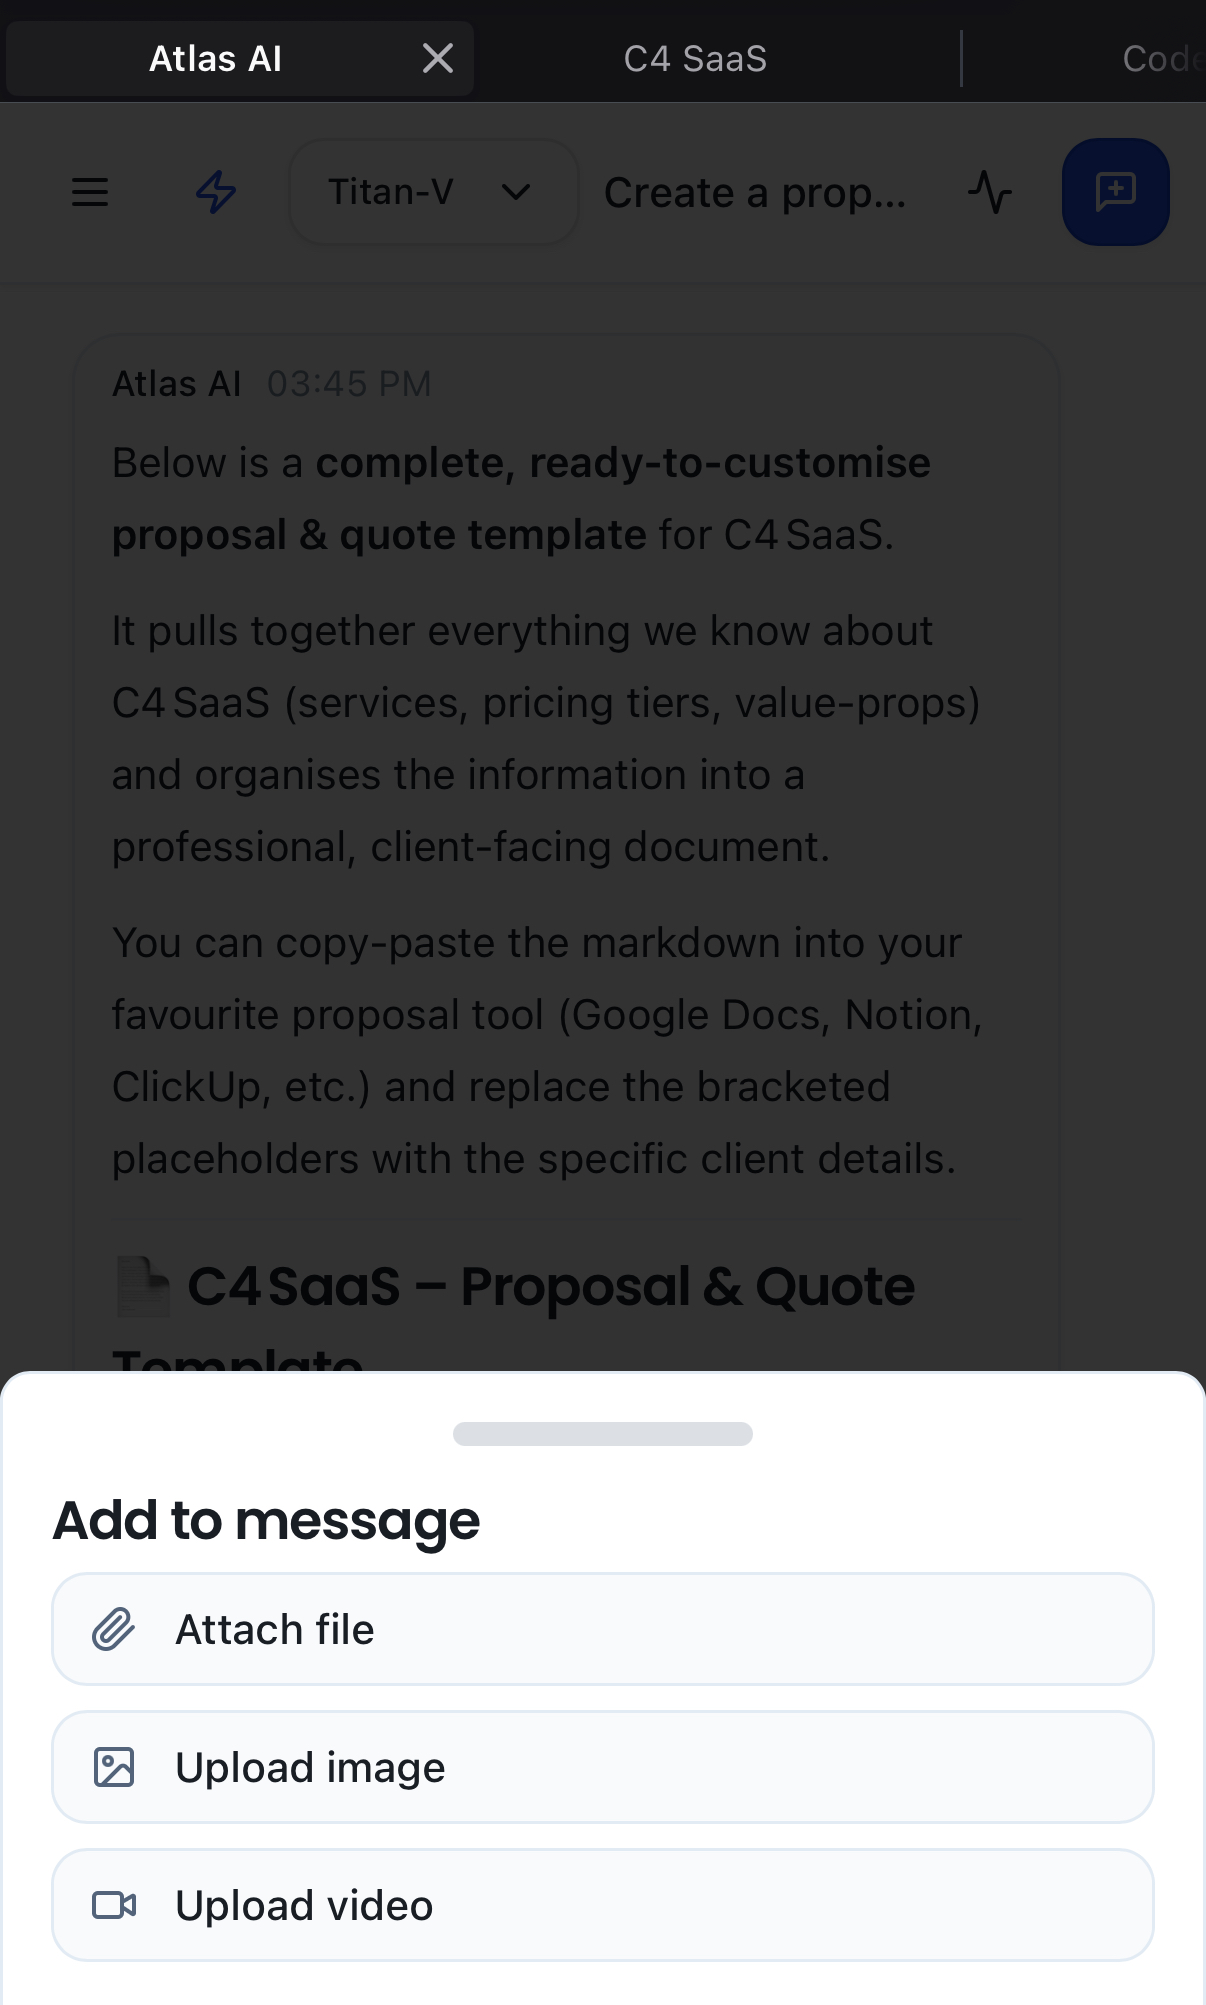 Atlas AI
C4 SaaS
Code
Titan-V
Create a prop...
Atlas AI 03:45 PM
Below is a complete, ready-to-customise
proposal & quote template for C4 SaaS.
It pulls together everything we know about
C4 SaaS (services, pricing tiers, value-props)
and organises the information into a
professional, client-facing document.
You can copy-paste the markdown into your
favourite proposal tool (Google Docs, Notion,
ClickUp, etc.) and replace the bracketed
placeholders with the specific client details.
C4 SaaS – Proposal & Quote
Template
Add to message
Attach file
Upload image
Upload video